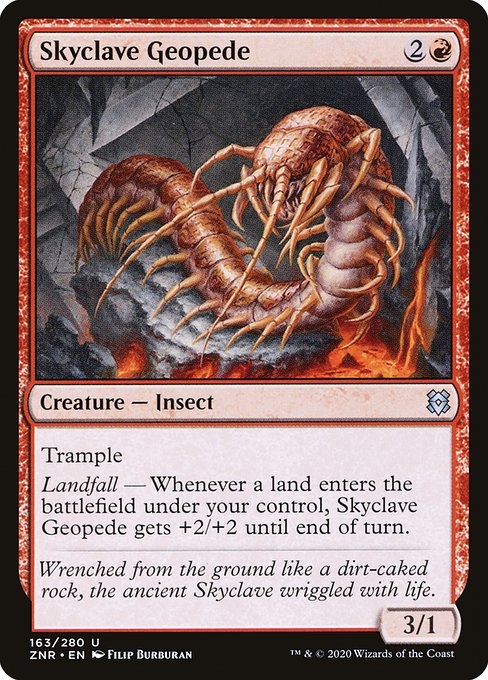 Skyclave Geopede 2
Creature — Insect
Trample
Landfall — Whenever a land enters the
battlefield under your control, Skyclave
Geopede gets +2/+2 until end of turn.
Wrenched from the ground like a dirt-caked
rock, the ancient Skyclave wriggled with life.
3/1
163/280 U
ZNR • EN Filip Burburan
™ & © 2020 Wizards of the Coast